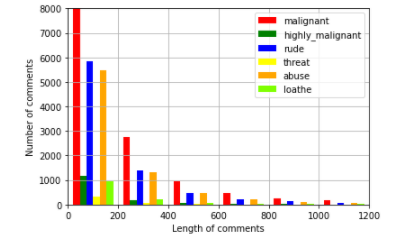 8000
7000
6000
5000
4000
3000
2000
1000
0
Number of comments
malignant
highly_malignant
rude
threat
abuse
loathe
0 200 400 600 800 1000 1200
Length of comments